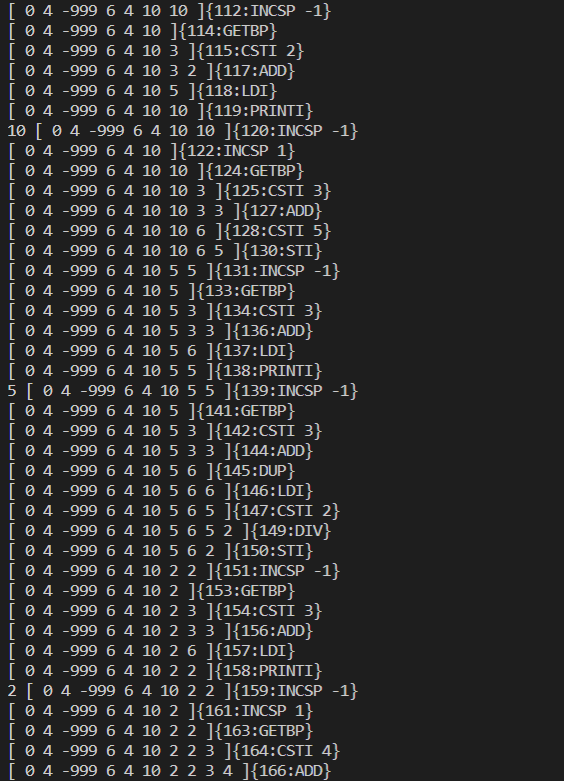 [ 0 4 -999 6 4 10 10 ]{112:INCSP -1}
[ 0 4 -999 6 4 10 ]{114:GETBP}
[ 0 4 -999 6 4 10 3 ]{115:CSTI 2}
[ 0 4 -999 6 4 10 3 2 ]{117:ADD}
[ 0 4 -999 6 4 10 5 ]{118:LDI}
[ 0 4 -999 6 4 10 10 ]{119:PRINTI}
10 [ 0 4 -999 6 4 10 10 ]{120:INCSP -1}
[ 0 4 -999 6 4 10 ]{122:INCSP 1}
[ 0 4 -999 6 4 10 10 ]{124:GETBP}
[ 0 4 -999 6 4 10 10 3 ]{125:CSTI 3}
[ 0 4 -999 6 4 10 10 3 3 ]{127:ADD}
[ 0 4 -999 6 4 10 10 6 ]{128:CSTI 5}
[ 0 4 -999 6 4 10 10 6 5 ]{130:STI}
[ 0 4 -999 6 4 10 5 5 ]{131:INCSP -1}
[ 0 4 -999 6 4 10 5 ]{133:GETBP}
[ 0 4 -999 6 4 10 5 3 ]{134:CSTI 3}
[ 0 4 -999 6 4 10 5 3 3 ]{136:ADD}
[ 0 4 -999 6 4 10 5 6 ]{137:LDI}
[ 0 4 -999 6 4 10 5 5 ]{138:PRINTI}
5 [ 0 4 -999 6 4 10 5 5 ]{139:INCSP -1}
[ 0 4 -999 6 4 10 5 ]{141:GETBP}
[ 0 4 -999 6 4 10 5 3 ]{142:CSTI 3}
[ 0 4 -999 6 4 10 5 3 3 ]{144:ADD}
[ 0 4 -999 6 4 10 5 6 ]{145:DUP}
[ 0 4 -999 6 4 10 5 6 6 ]{146:LDI}
[ 0 4 -999 6 4 10 5 6 5 ]{147:CSTI 2}
[ 0 4 -999 6 4 10 5 6 5 2 ]{149:DIV}
[ 0 4 -999 6 4 10 5 6 2 ]{150:STI}
[ 0 4 -999 6 4 10 2 2 ]{151:INCSP -1}
[ 0 4 -999 6 4 10 2 ]{153:GETBP}
[ 0 4 -999 6 4 10 2 3 ]{154:CSTI 3}
[ 0 4 -999 6 4 10 2 3 3 ]{156:ADD}
[ 0 4 -999 6 4 10 2 6 ]{157:LDI}
[ 0 4 -999 6 4 10 2 2 ]{158:PRINTI}
2 [ 0 4 -999 6 4 10 2 2 ]{159:INCSP -1}
[ 0 4 -999 6 4 10 2 ]{161:INCSP 1}
[ 0 4 -999 6 4 10 2 2 ]{163:GETBP}
[ 0 4 -999 6 4 10 2 2 3 ]{164:CSTI 4}
[ 0 4 -999 6 4 10 2 2 3 4 ]{166:ADD}